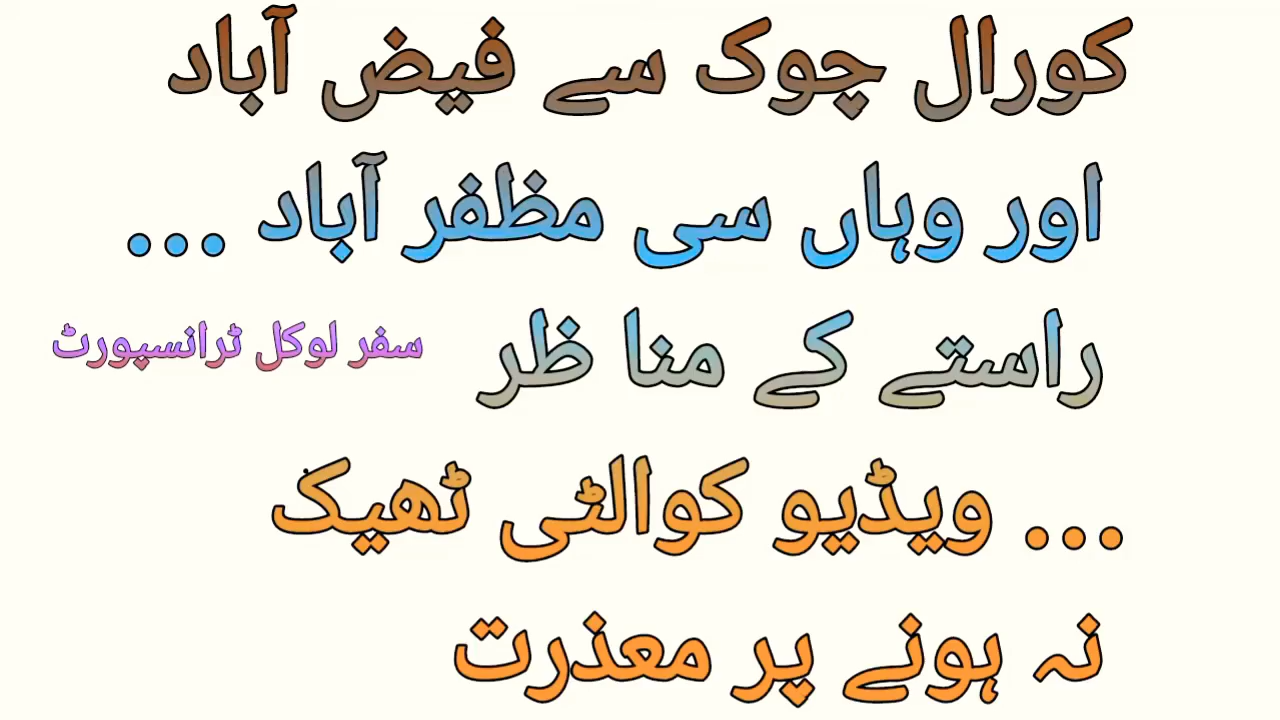 کورال چوک سے فیض آباد
اور وہاں سی مظفر آباد ...
راستے کے منا ظر
سفر لوکل ٹرانسپورٹ
... ویڈیو کوالٹی ٹھیک
نہ ہونے پر معذرت